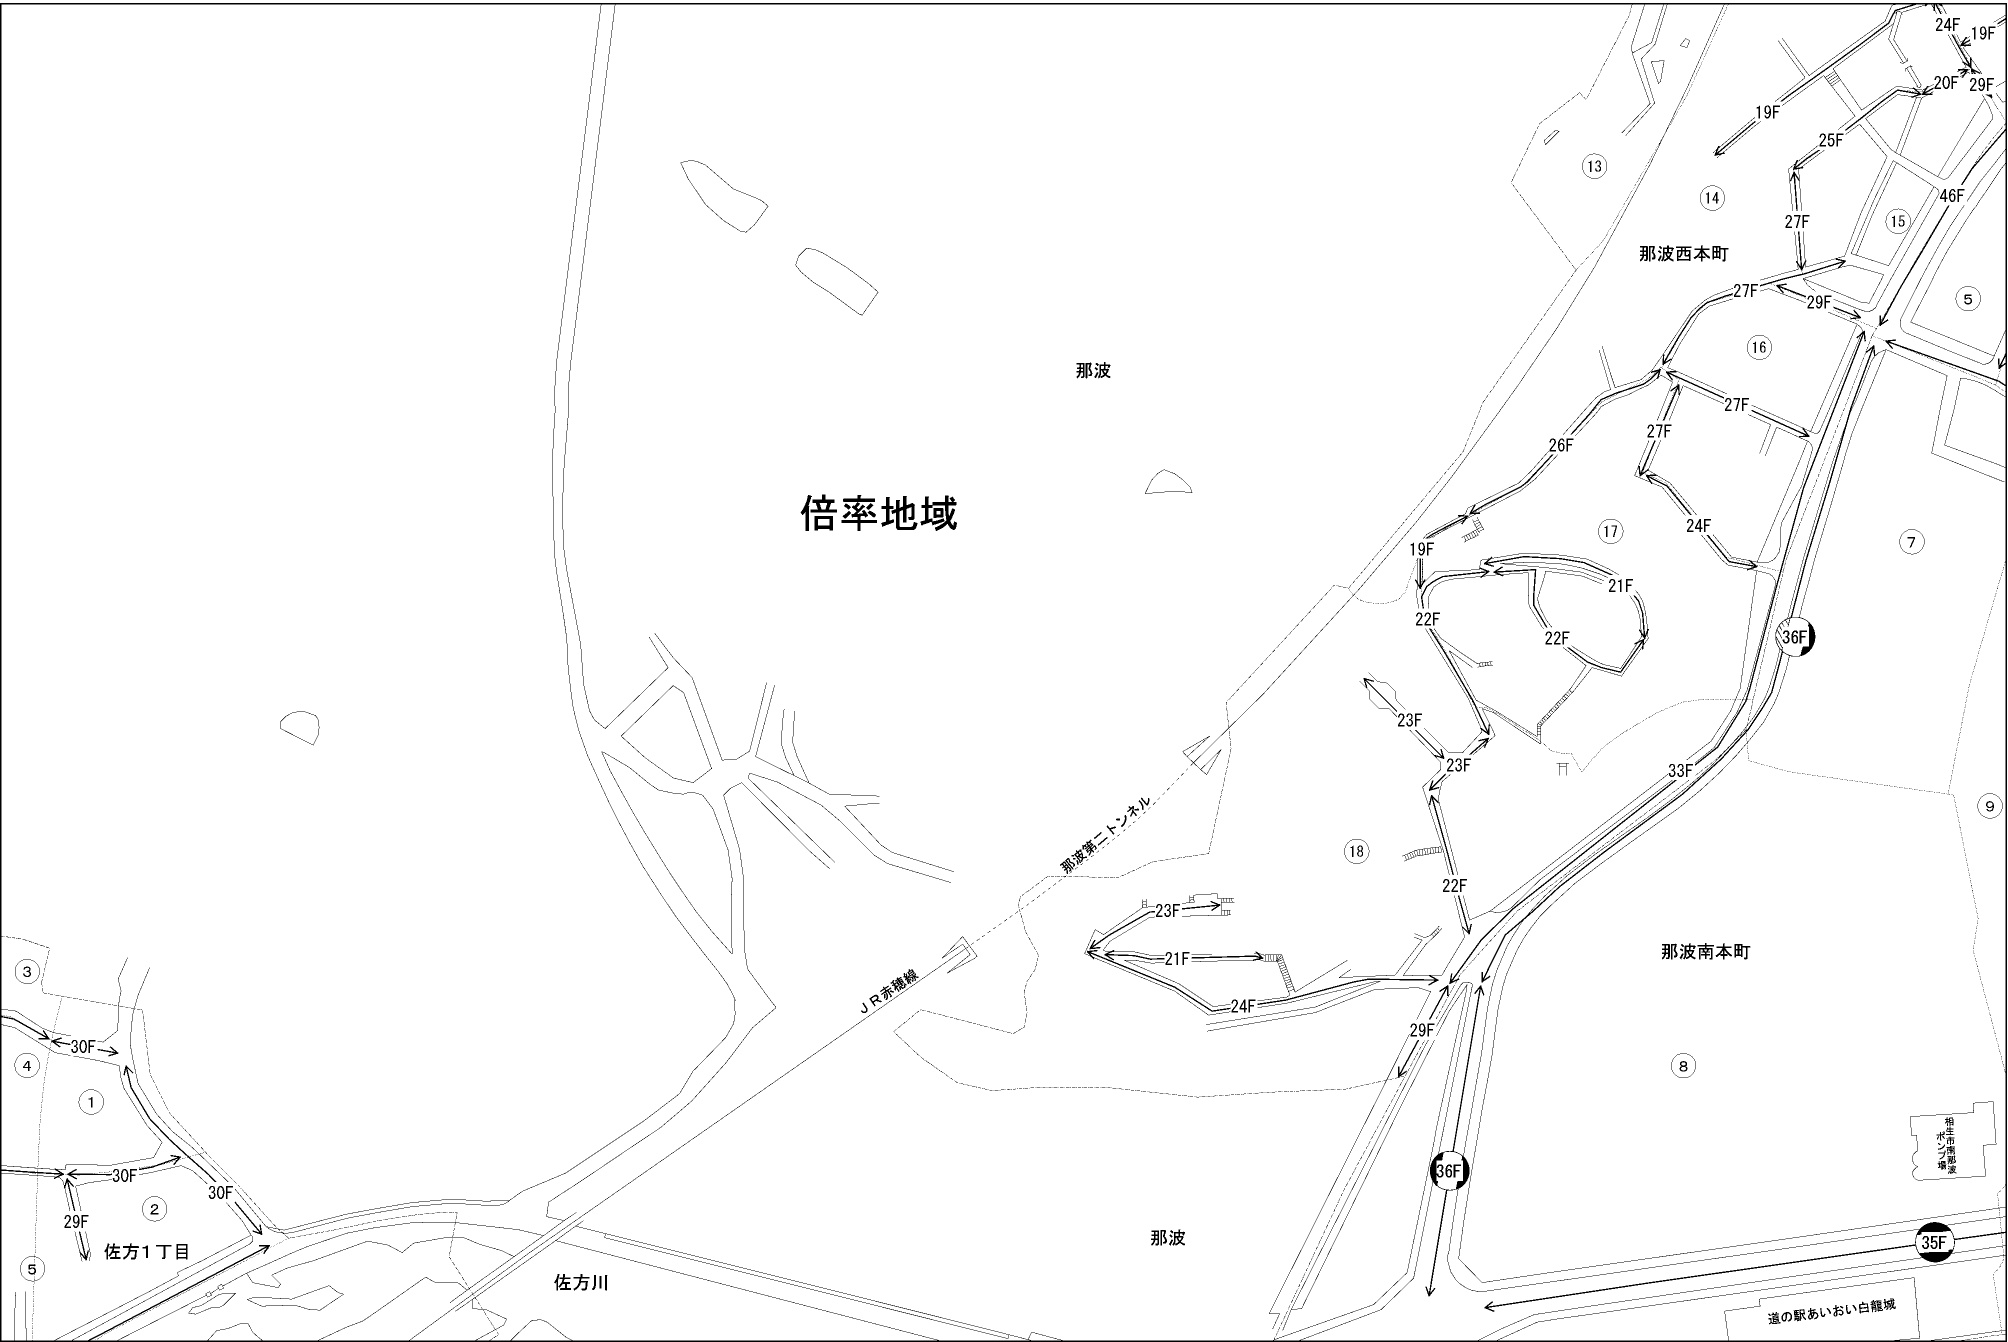 24F
19F
20F
29F
19F
25F
13
14
46F
27F
15
那波西本町
27F
29F
5
16
那波
27F
27F
26F
倍率地域
24F
17
7
19F
21F
22F
22F
36F
23F
23F
33F
9
那波第二トンネル
18
22F
23F
那波南本町
21F
3
JR赤穂線
24F
29F
30F
4
8
1
相生市南那波
ポンプ場
30F
36F
30F
2
29F
那波
35F
佐方1丁目
5
佐方川
道の駅あいおい白龍城